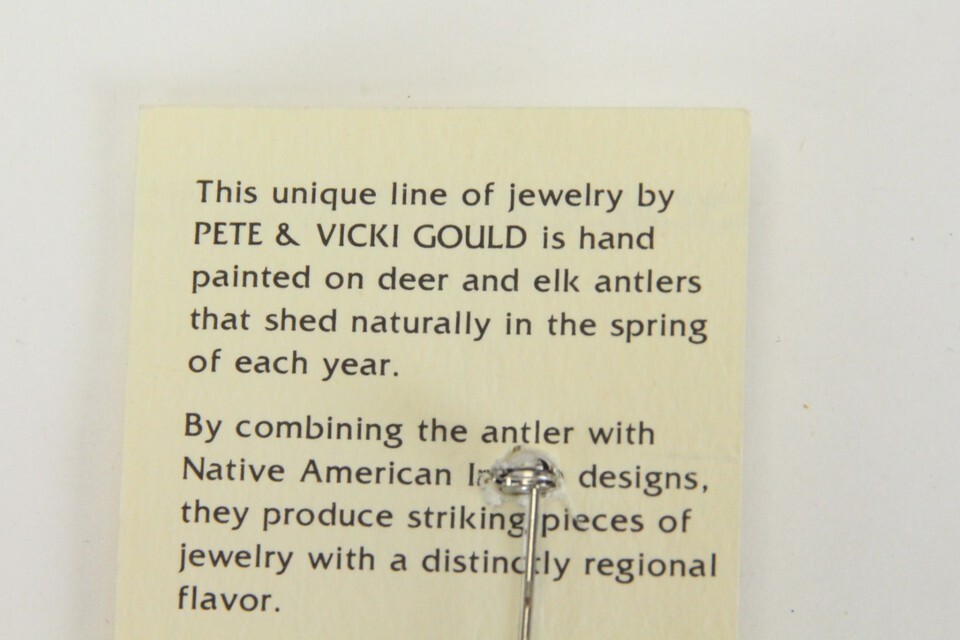 This unique line of jewelry by
PETE & VICKI GOULD is hand
painted on deer and elk antlers
that shed naturally in the spring
of each year.
By combining the antler with
Native American designs,
they produce striking pieces of
jewelry with a distinctly regional
flavor.